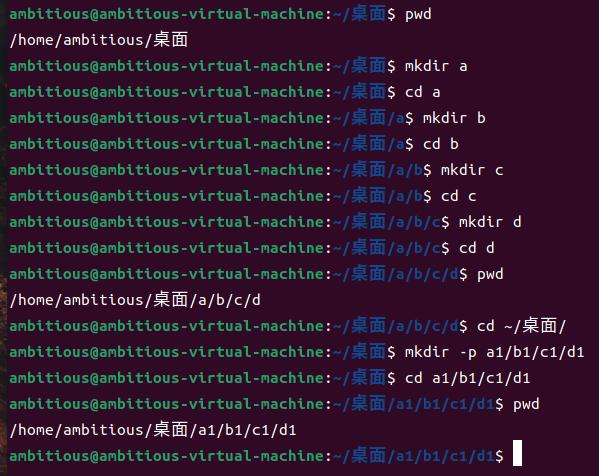 ambitious@ambitious-virtual-machine:~/桌面$ pwd
/home/ambitious/桌面
ambitious@ambitious-virtual-machine:~/桌面$ mkdir a
ambitious@ambitious-virtual-machine:~/桌面$ cd a
ambitious@ambitious-virtual-machine:~/桌面/a$ mkdir b
ambitious@ambitious-virtual-machine:~/桌面/a$ cd b
ambitious@ambitious-virtual-machine:~/桌面/a/b$ mkdir c
ambitious@ambitious-virtual-machine:~/桌面/a/b$ cd c
ambitious@ambitious-virtual-machine:~/桌面/a/b/c$ mkdir d
ambitious@ambitious-virtual-machine:~/桌面/a/b/c$ cd d
ambitious@ambitious-virtual-machine:~/桌面/a/b/c/d$ pwd
/home/ambitious/桌面/a/b/c/d
ambitious@ambitious-virtual-machine:~/桌面/a/b/c/d$ cd ~/桌面/
ambitious@ambitious-virtual-machine:~/桌面$ mkdir -p a1/b1/c1/d1
ambitious@ambitious-virtual-machine:~/桌面$ cd a1/b1/c1/d1
ambitious@ambitious-virtual-machine:~/桌面/a1/b1/c1/d1$ pwd
/home/ambitious/桌面/a1/b1/c1/d1
ambitious@ambitious-virtual-machine:~/桌面/a1/b1/c1/d1$